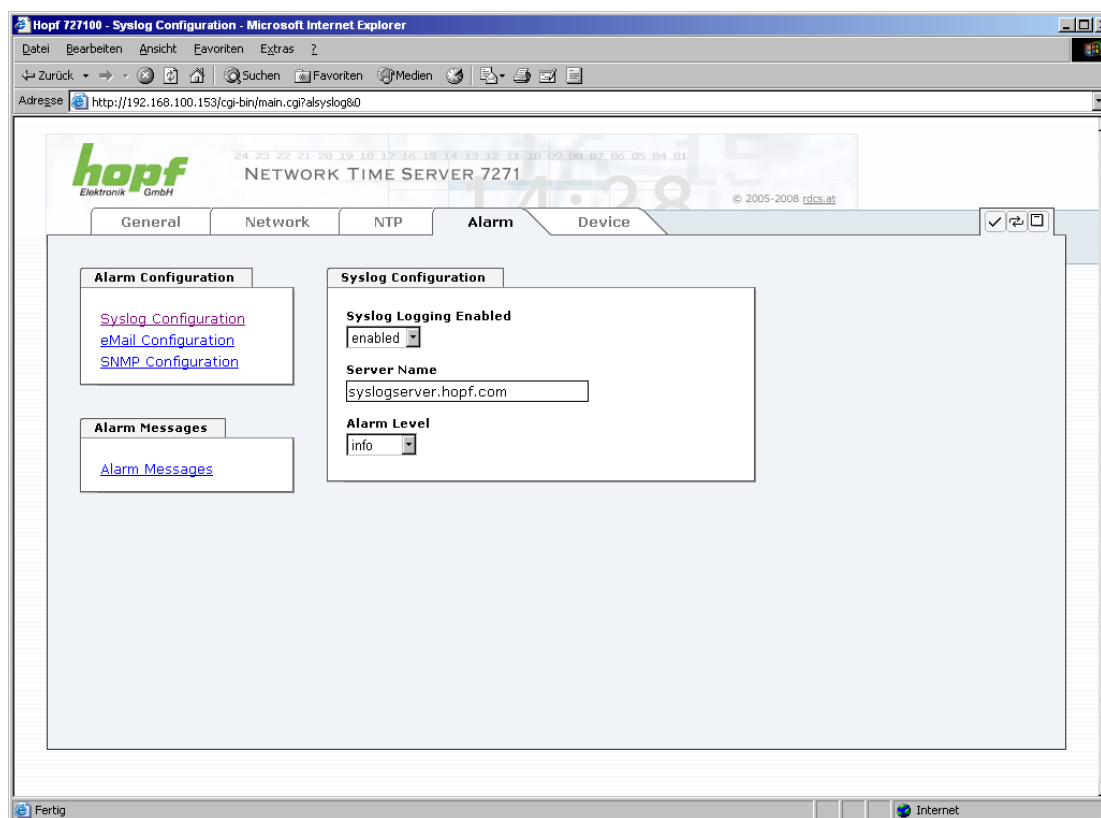 Hopf 727100 - Syslog Configuration - Microsoft Internet Explorer
Datei Bearbeiten Ansicht Favoriten Extras ?
Zurück Suchen Favoriten Medien
Adresse http://192.168.100.153/cgi-bin/main.cgi?alsyslog&0
hopf
Elektronik GmbH
24 23 22 21 20 19 18 17 16 15 14 13 12 11 10 09 08 07 06 05 04 01
NETWORK TIME SERVER 7271
14:28
© 2005-2008 rdcs.at
General Network NTP Alarm Device
Alarm Configuration
Syslog Configuration
eMail Configuration
SNMP Configuration
Alarm Messages
Alarm Messages
Syslog Configuration
Syslog Logging Enabled
enabled
Server Name
syslogserver.hopf.com
Alarm Level
info
Fertig Internet